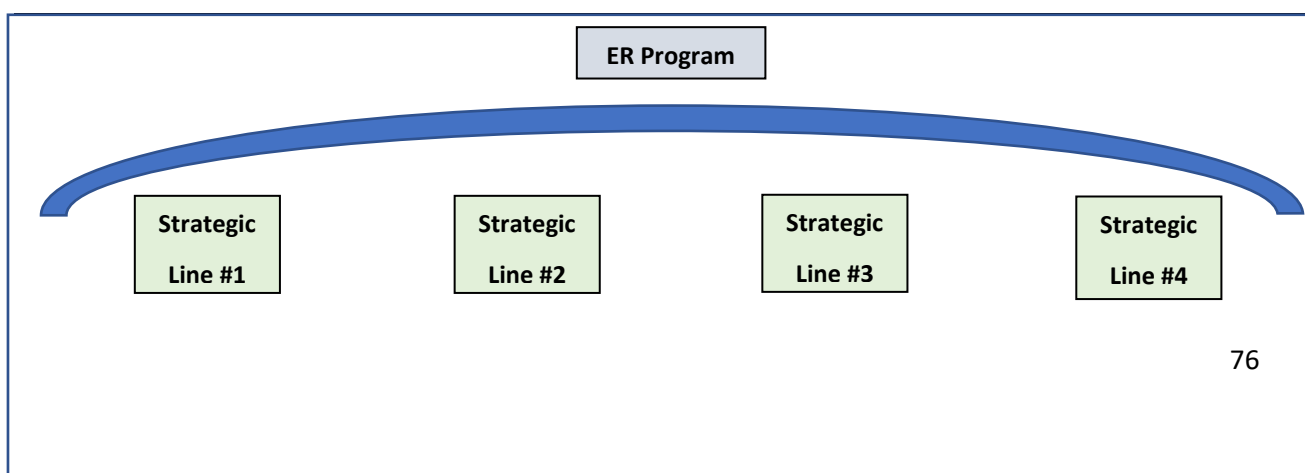 ER Program
Strategic
Line #1
Strategic
Line #2
Strategic
Line #3
Strategic
Line #4
76